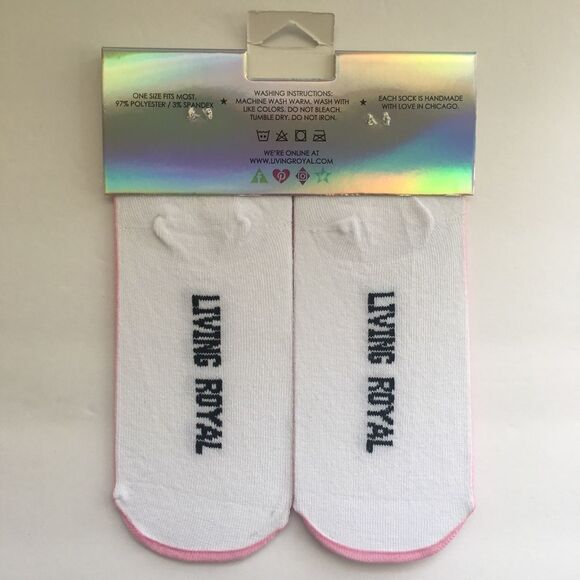 ONE SIZE FITS MOST.
97% POLYESTER / 3% SPANDEX
WASHING INSTRUCTIONS:
MACHINE WASH WARM, WASH WITH
LIKE COLORS. DO NOT BLEACH.
TUMBLE DRY. DO NOT IRON.
EACH SOCK IS HANDMADE
WITH LOVE IN CHICAGO.
WE'RE ONLINE AT
WWW.LIVINGROYAL.COM
LIVING ROYAL
LIVING ROYAL